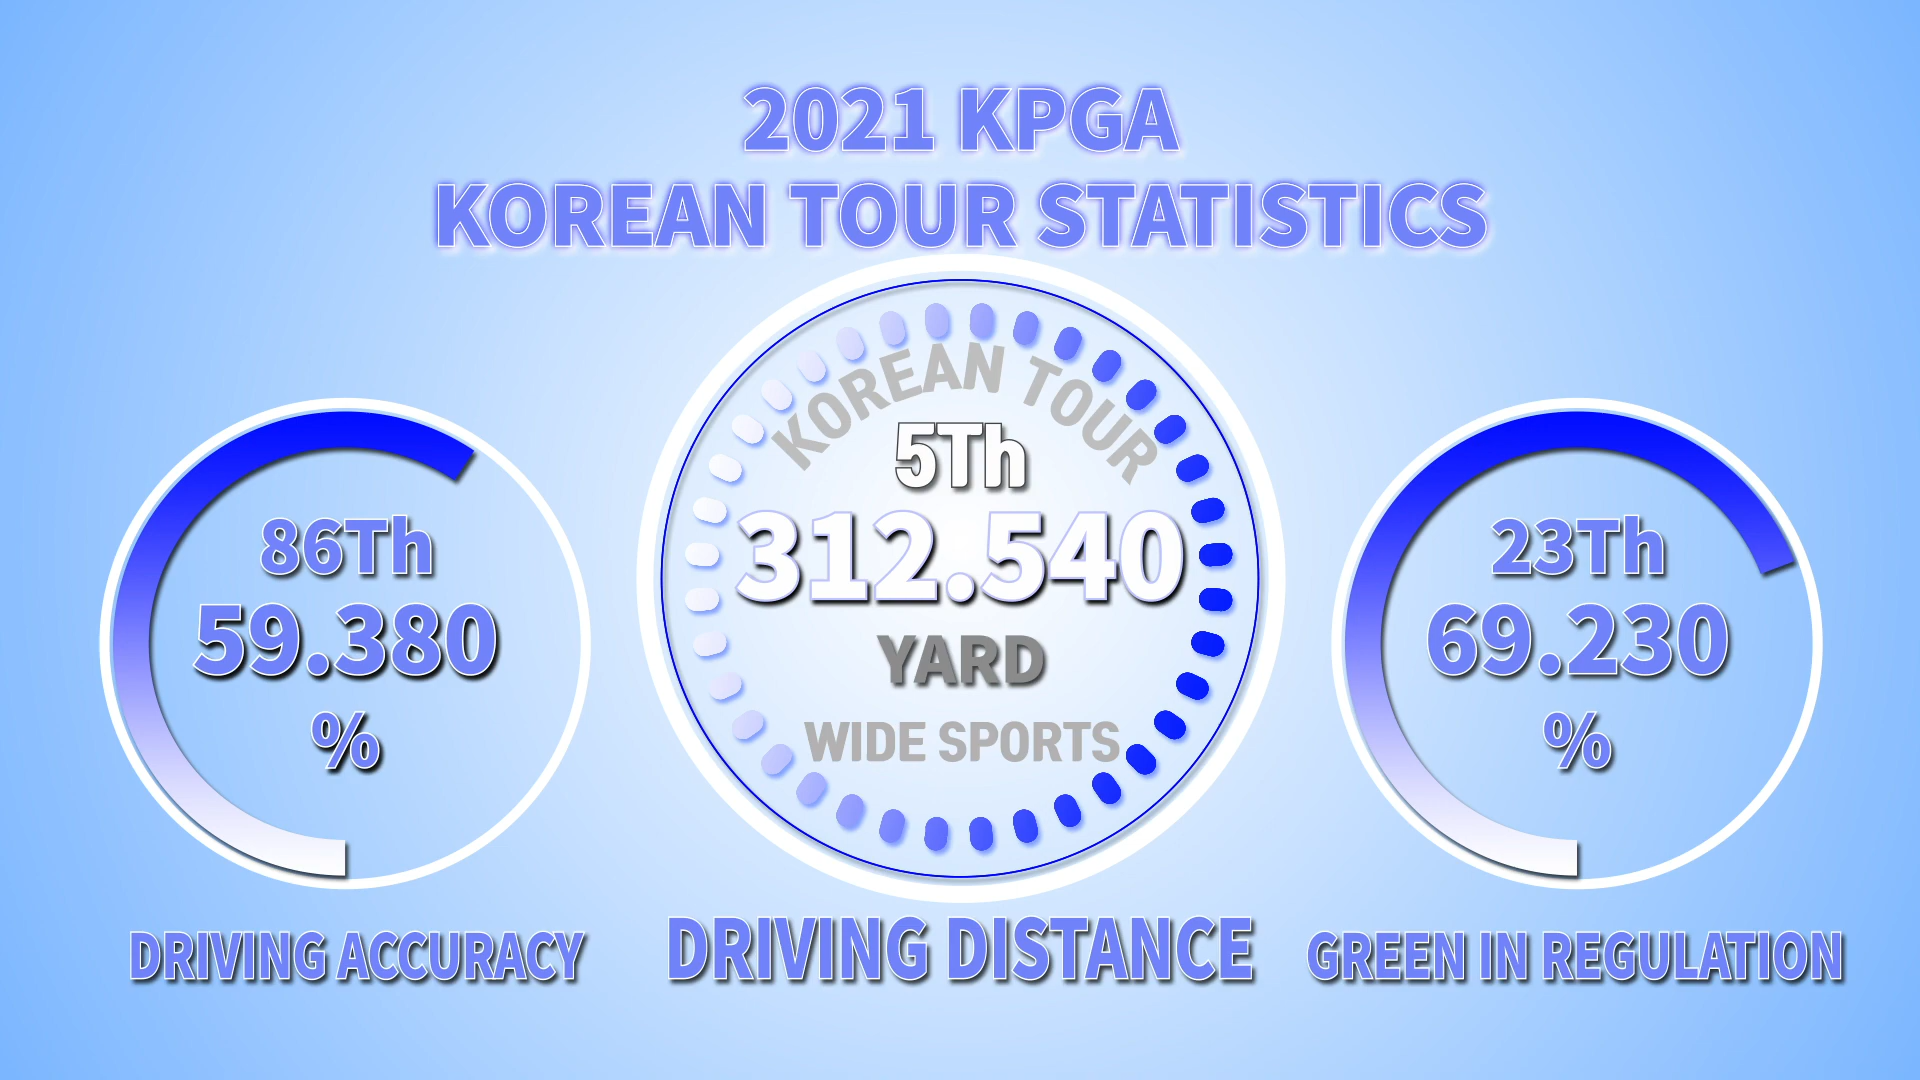 2021 KPGA
KOREAN TOUR STATISTICS
86Th
59.380
%
DRIVING ACCURACY
KOREAN TOUR
5Th
312.540
YARD
WIDE SPORTS
DRIVING DISTANCE
23Th
69.230
%
GREEN IN REGULATION